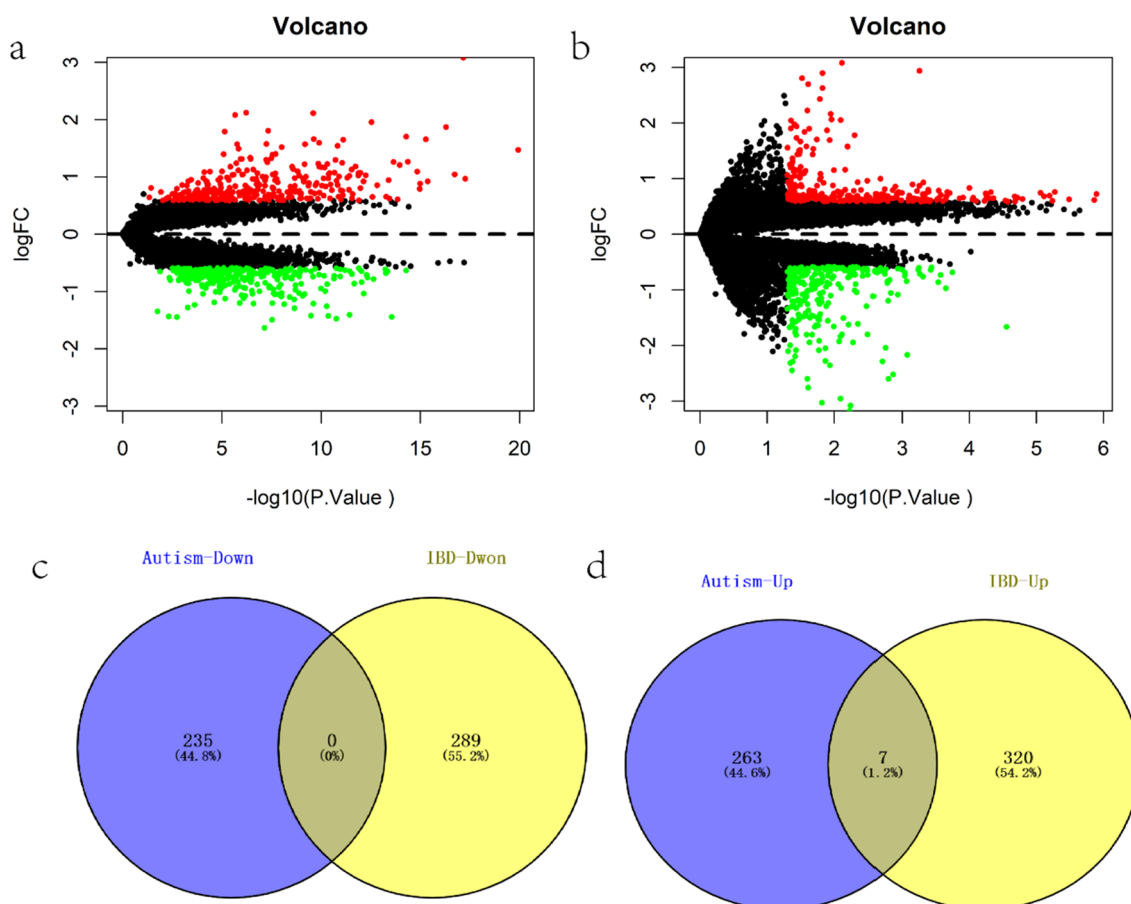 a
Volcano
3
2
1
0
-1
-2
-3
logFC
0 5 10 15 20
-log10(P.Value )
b
Volcano
3
2
1
0
-1
-2
-3
logFC
0 1 2 3 4 5 6
-log10(P.Value )
c
Autism-Down
IBD-Dwon
235
(44.8%)
0
(0%)
289
(55.2%)
d
Autism-Up
IBD-Up
263
(44.6%)
7
(1.2%)
320
(54.2%)